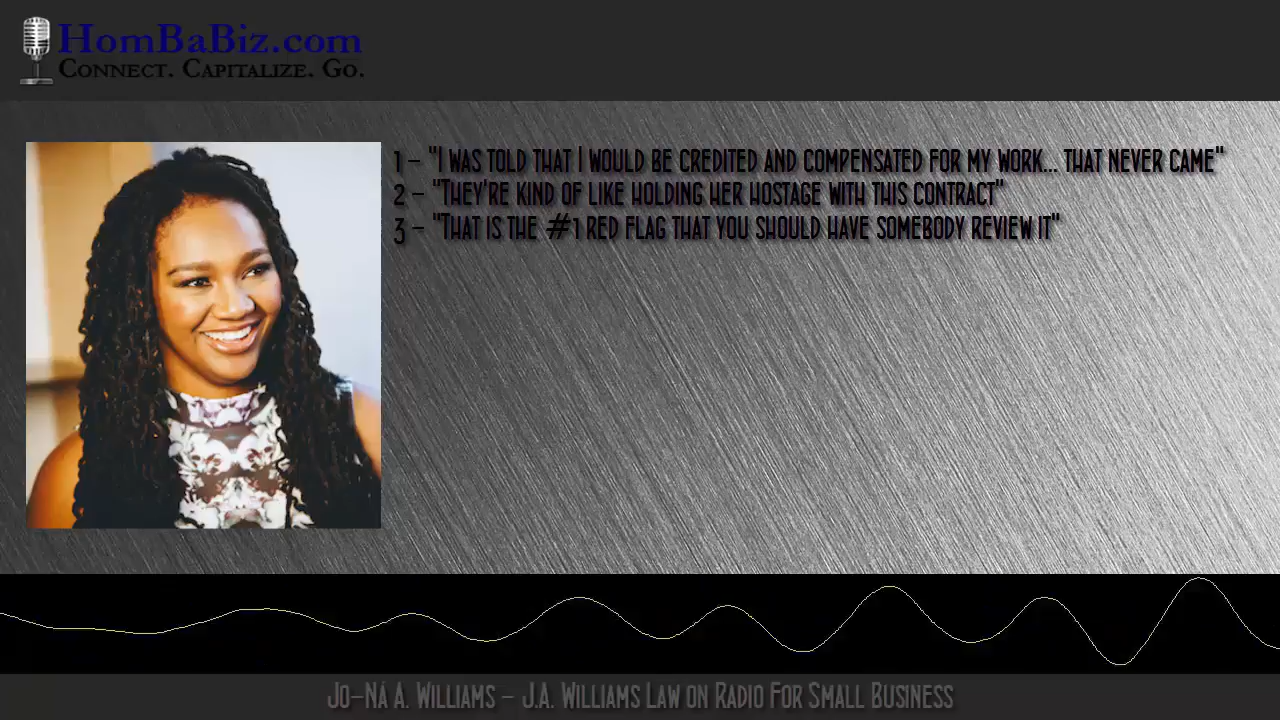 HomBaBiz.com
Connect. Capitalize. Go.
1 - "I was told that I would be credited and compensated for my work... that never came"
2 - "They're kind of like holding her hostage with this contract"
3 - "That is the #1 red flag that you should have somebody review it"
Jo-Ná A. Williams - J.A. Williams Law on Radio For Small Business